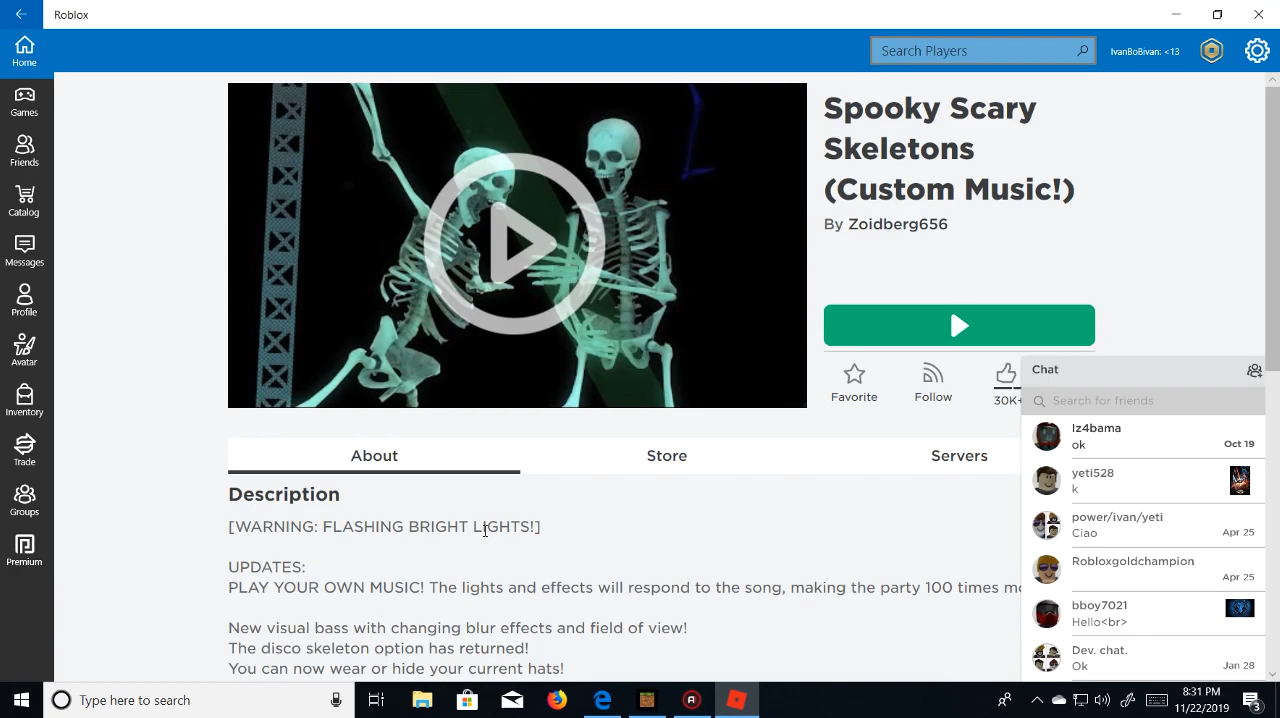 Roblox
Home
Search Players
IvanBoBivan: <13
Games
Friends
Catalog
Messages
Profile
Avatar
Inventory
Trade
Groups
Premium
Spooky Scary
Skeletons
(Custom Music!)
By Zoidberg656
Favorite
Follow
30K+
About
Store
Servers
Description
[WARNING: FLASHING BRIGHT LIGHTS!]
UPDATES:
PLAY YOUR OWN MUSIC! The lights and effects will respond to the song, making the party 100 times
New visual bass with changing blur effects and field of view!
The disco skeleton option has returned!
You can now wear or hide your current hats!
Chat
Search for friends
lz4bama
ok
Oct 19
yeti528
k
power/ivan/yeti
Ciao
Apr 25
Robloxgoldchampion
Apr 25
bboy7021
Hello<br>
Dev. chat.
Ok
Jan 28
Type here to search
8:31 PM
11/22/2019
3